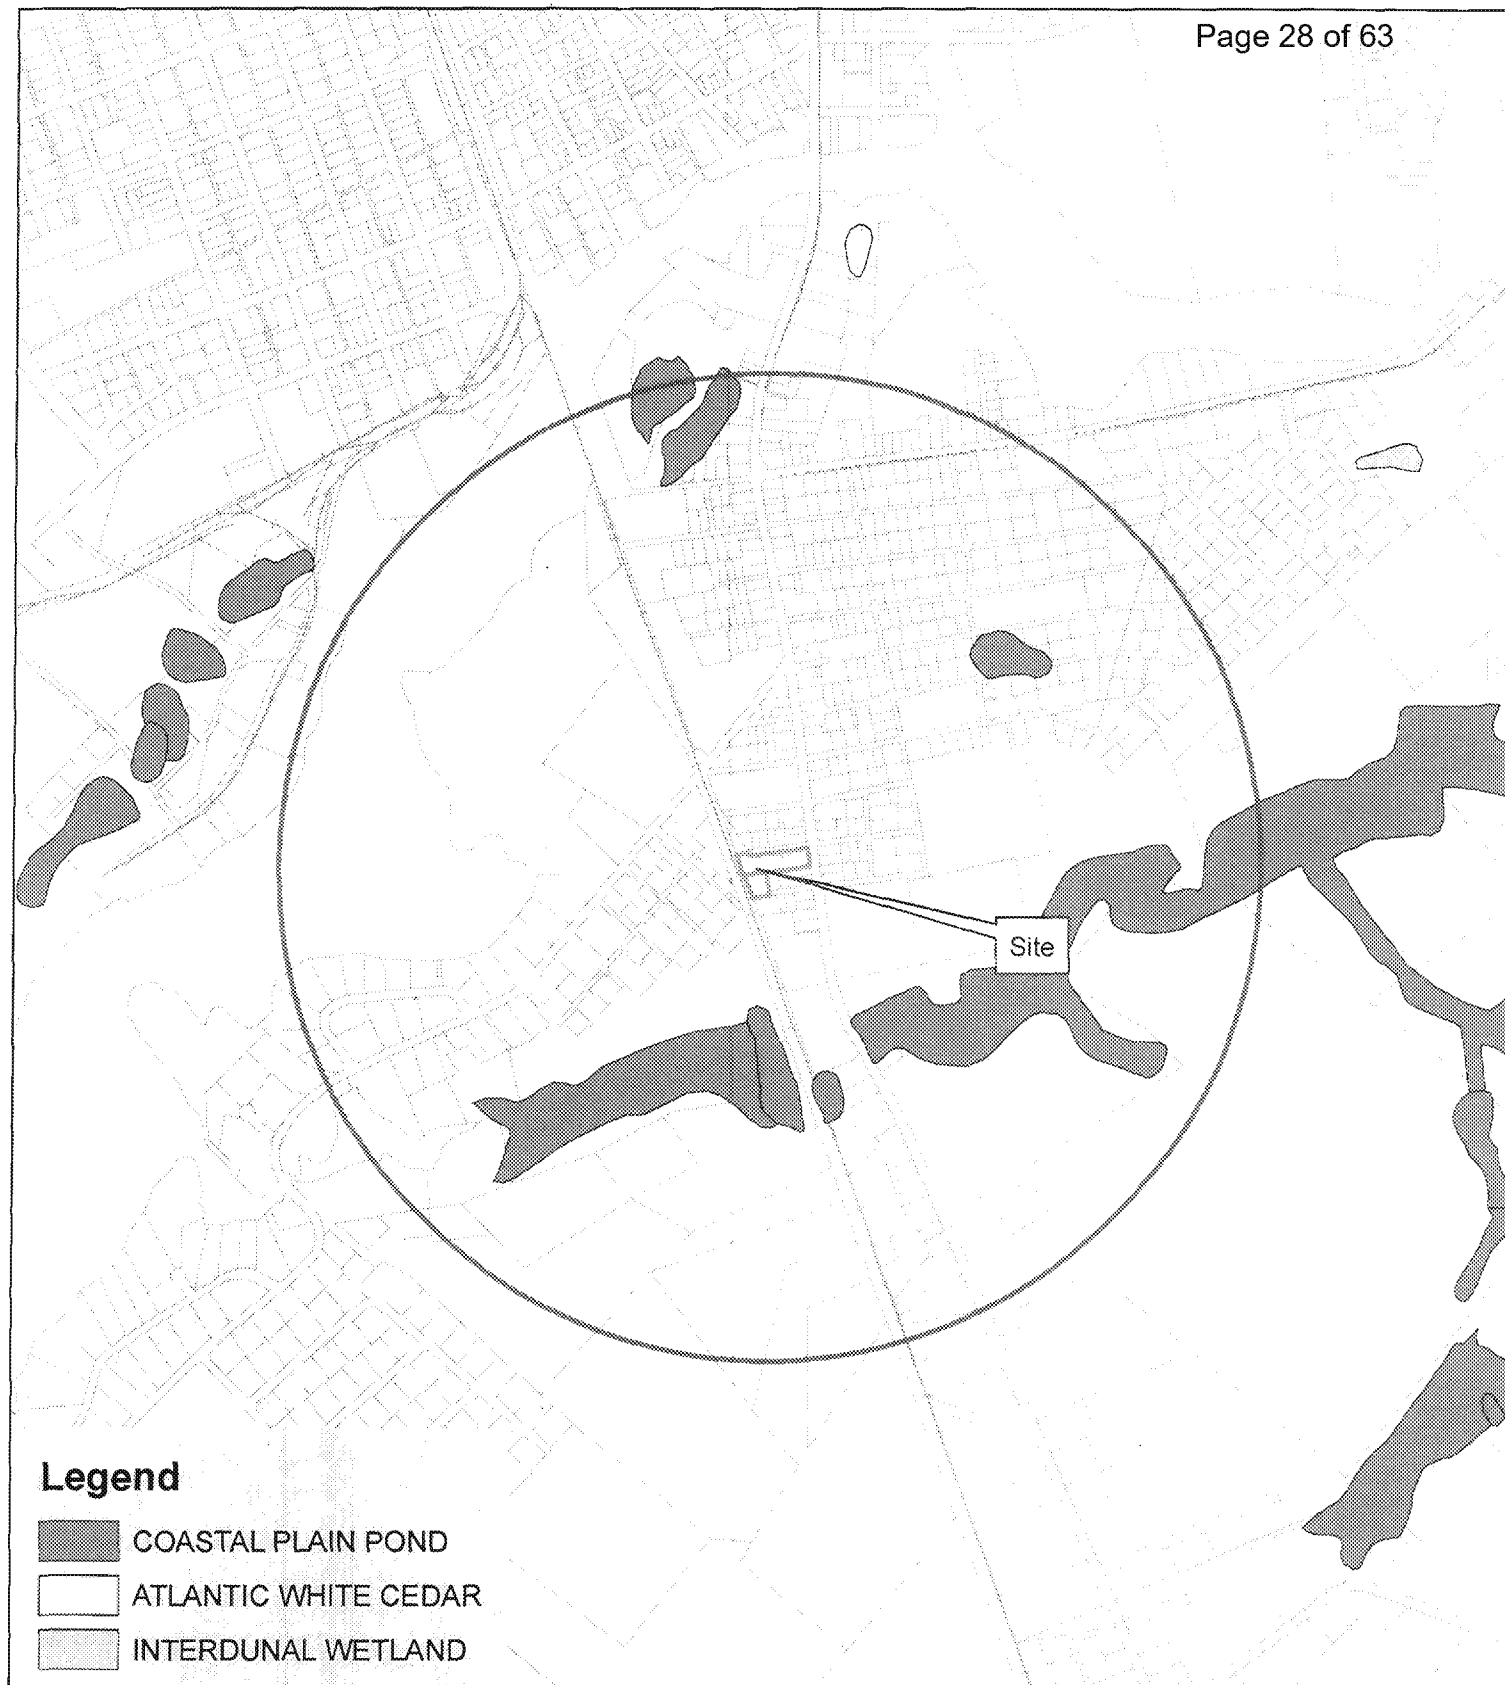 Page 28 of 63
Site
Legend
COASTAL PLAIN POND
ATLANTIC WHITE CEDAR
INTERDUNAL WETLAND